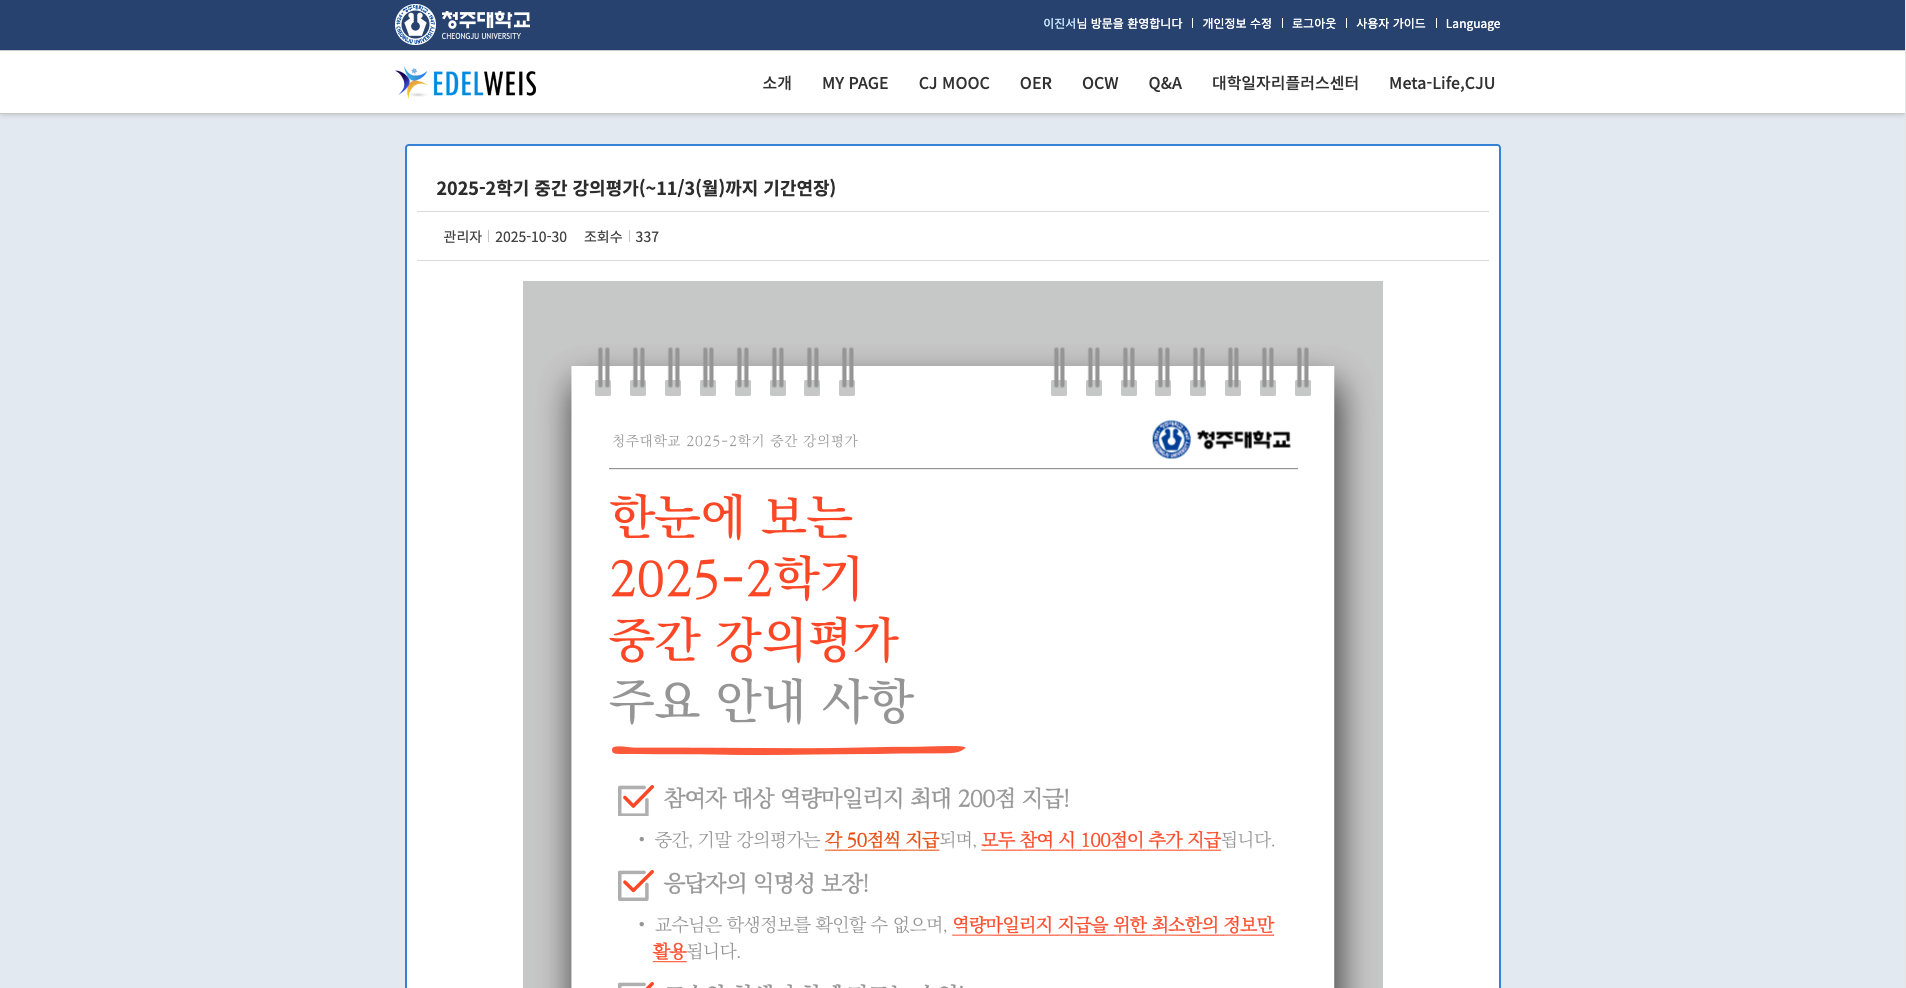 청주대학교
CHEONGJU UNIVERSITY
이진서님 방문을 환영합니다 개인정보 수정 로그아웃 사용자 가이드 Language
EDELWEIS
소개 MY PAGE CJ MOOC OER OCW Q&A 대학일자리플러스센터 Meta-Life,CJU
2025-2학기 중간 강의평가(~11/3(월)까지 기간연장)
관리자 2025-10-30 조회수 337
청주대학교 2025-2학기 중간 강의평가
청주대학교
한눈에 보는
2025-2학기
중간 강의평가
주요 안내 사항
참여자 대상 역량마일리지 최대 200점 지급!
• 중간, 기말 강의평가는 각 50점씩 지급되며, 모두 참여 시 100점이 추가 지급됩니다.
응답자의 익명성 보장!
• 교수님은 학생정보를 확인할 수 없으며, 역량마일리지 지급을 위한 최소한의 정보만
활용됩니다.